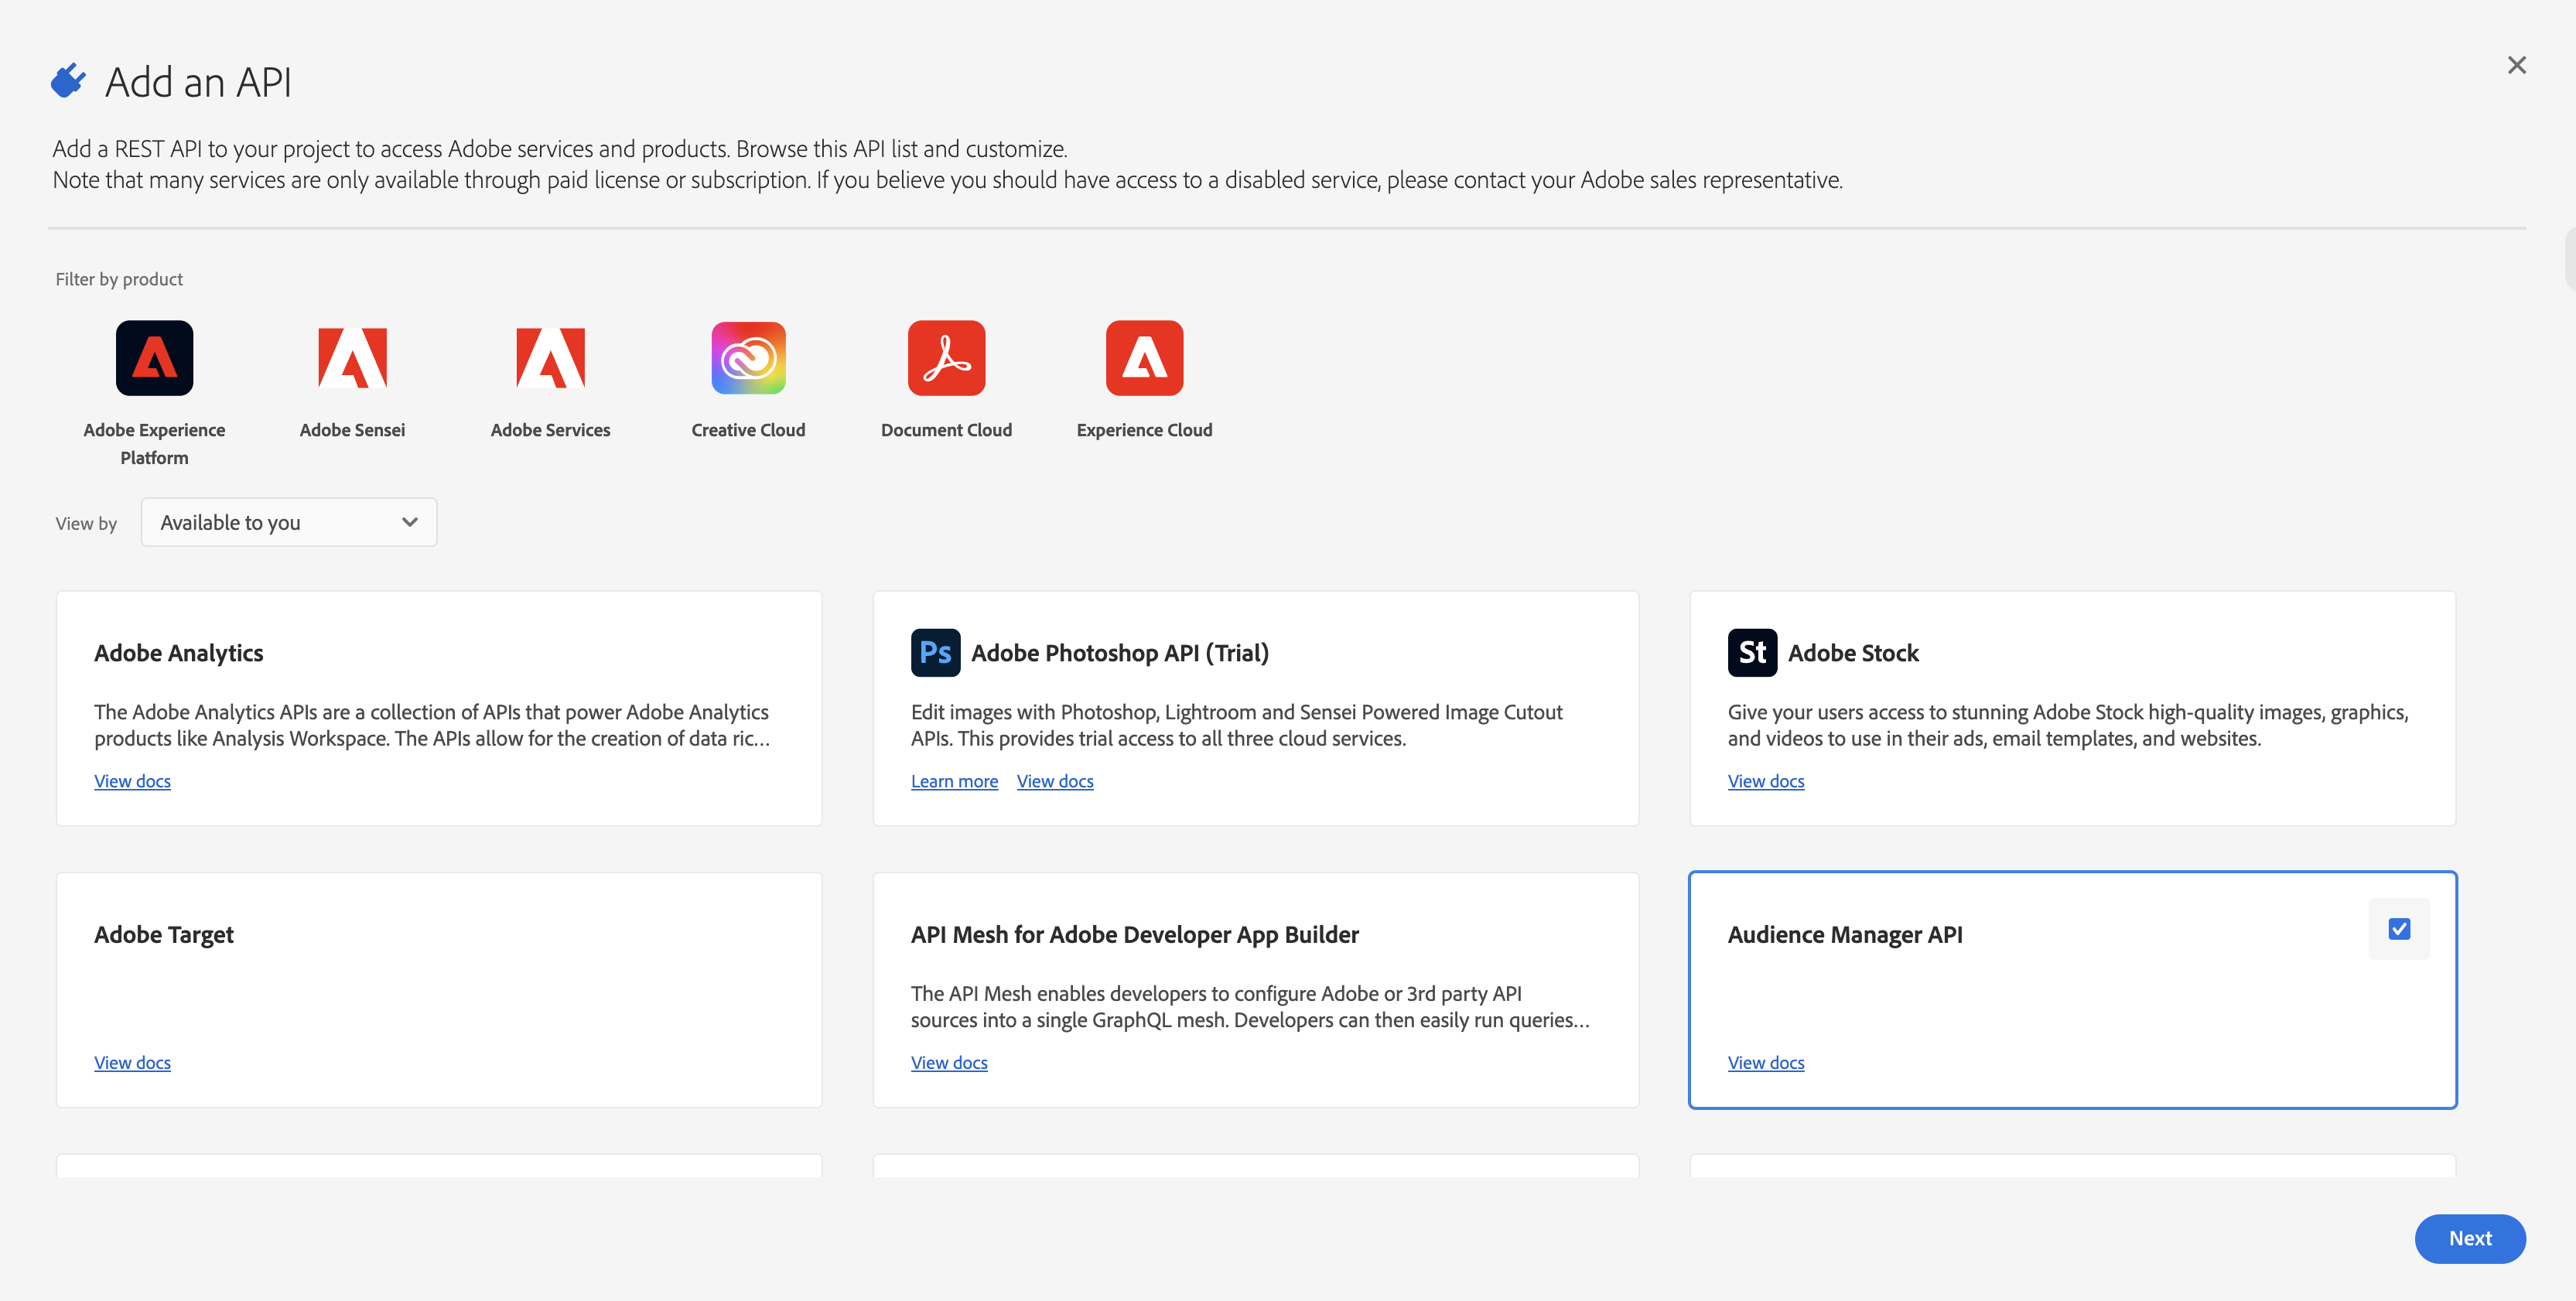 Add an API
Add a REST API to your project to access Adobe services and products. Browse this API list and customize.
Note that many services are only available through paid license or subscription. If you believe you should have access to a disabled service, please contact your Adobe sales representative.
Filter by product
Adobe Experience
Platform
Adobe Sensei
Adobe Services
Creative Cloud
Document Cloud
Experience Cloud
View by
Available to you
Adobe Analytics
The Adobe Analytics APIs are a collection of APIs that power Adobe Analytics
products like Analysis Workspace. The APIs allow for the creation of data ric...
View docs
Ps Adobe Photoshop API (Trial)
Edit images with Photoshop, Lightroom and Sensei Powered Image Cutout
APIs. This provides trial access to all three cloud services.
Learn more View docs
St Adobe Stock
Give your users access to stunning Adobe Stock high-quality images, graphics,
and videos to use in their ads, email templates, and websites.
View docs
Adobe Target
View docs
API Mesh for Adobe Developer App Builder
The API Mesh enables developers to configure Adobe or 3rd party API
sources into a single GraphQL mesh. Developers can then easily run queries...
View docs
Audience Manager API
View docs
Next